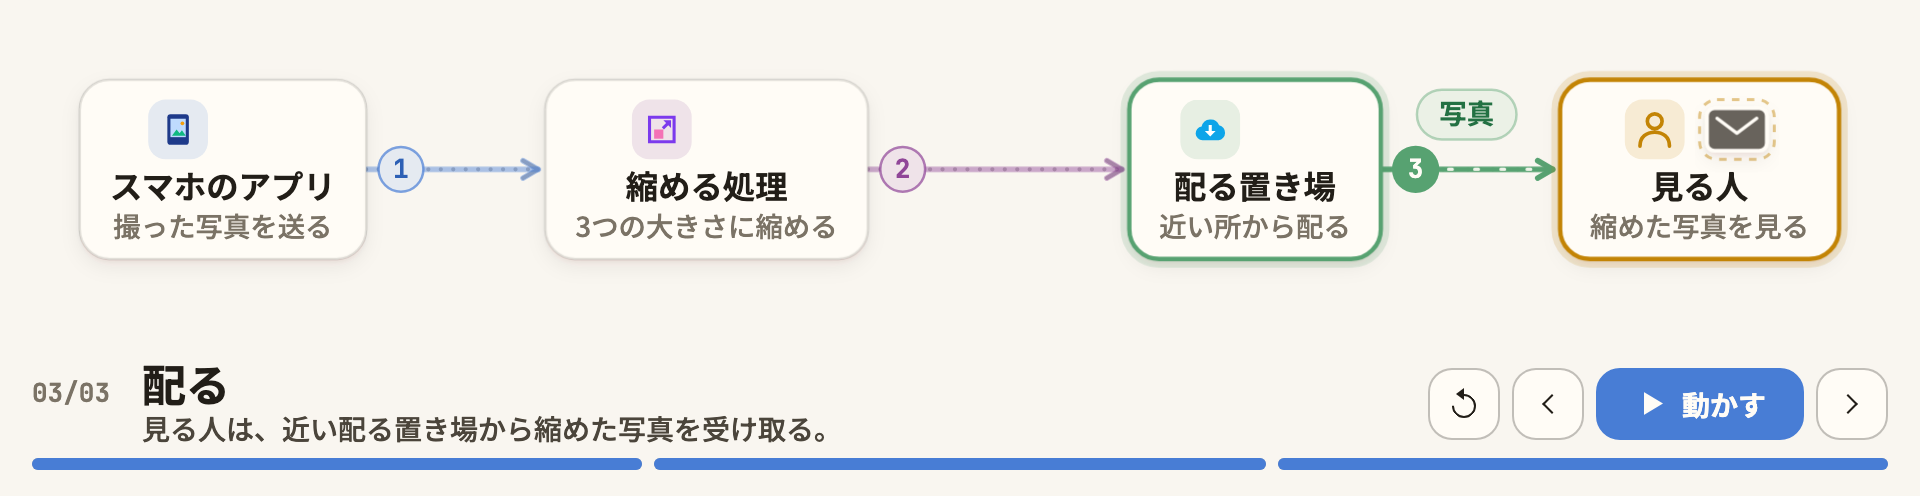 スマホのアプリ
撮った写真を送る
1
縮める処理
3つの大きさに縮める
2
配る置き場
近い所から配る
3
写真
見る人
縮めた写真を見る
03/03
配る
見る人は、近い配る置き場から縮めた写真を受け取る。
動かす